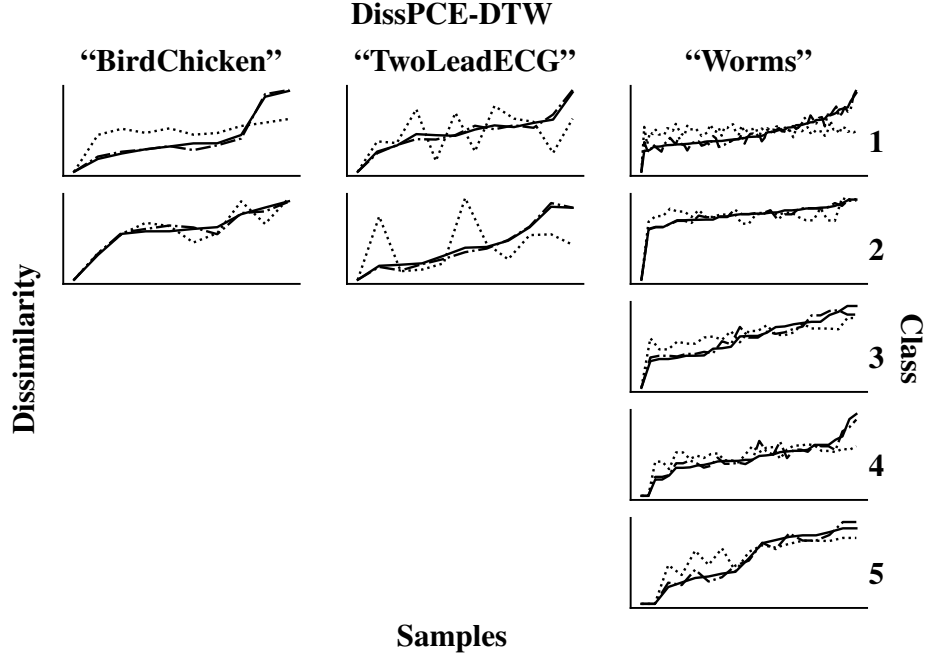 DissPCE-DTW
“BirdChicken” “TwoLeadECG” “Worms”
1
2
3
4
5
Dissimilarity
Class
Samples